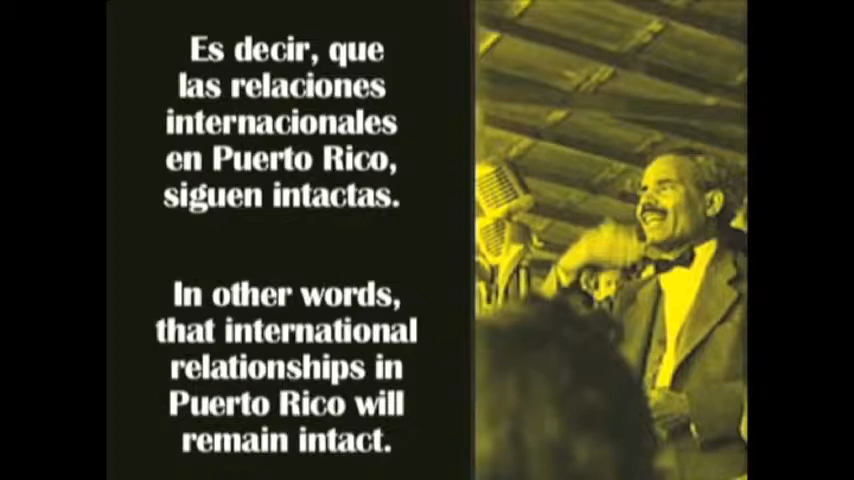 Es decir, que
las relaciones
internacionales
en Puerto Rico,
siguen intactas.
In other words,
that international
relationships in
Puerto Rico will
remain intact.